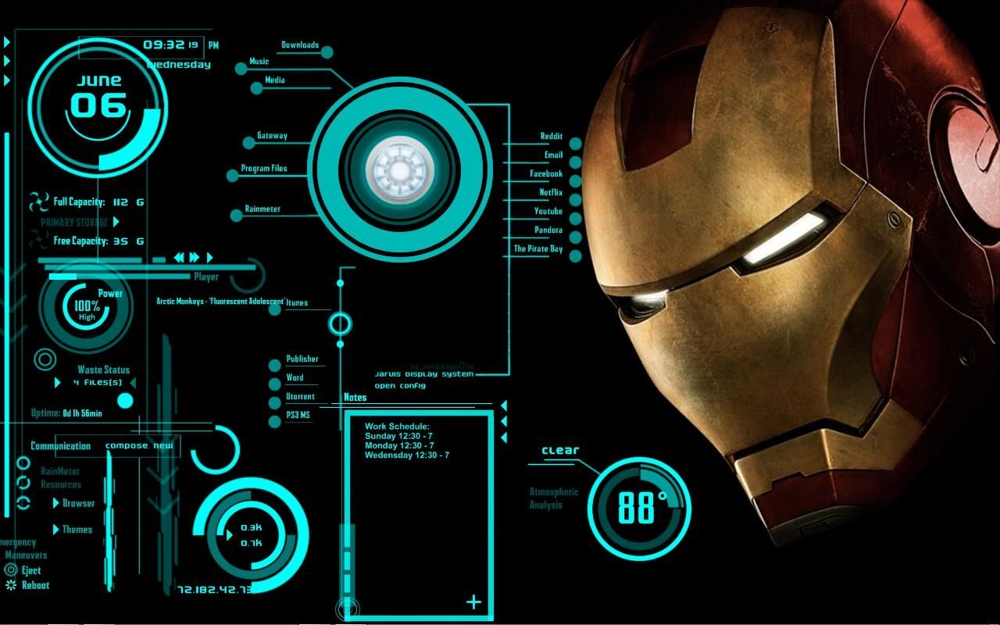 09:32 19 PM
wednesday
June
06
Full Capacity: 112 G
PRIMARY STORAGE
Free Capacity: 35 G
Player
Power
100%
High
Arctic Monkeys - 'Fluorescent Adolescent'
Waste Status
4 Files(s)
Uptime: 0d 1h 56min
Communication
compose new
RainMeter
Resources
Browser
Themes
mergency
Maneuvers
Eject
Reboot
0.3k
0.7k
72.182.42.73
Downloads
Music
Media
Gateway
Program Files
Rainmeter
Itunes
Publisher
Word
Utorrent
PS3 MS
Reddit
Email
Facebook
Netflix
Youtube
Pandora
The Pirate Bay
Jarvis Display System
open config
Notes
Work Schedule:
Sunday 12:30 - 7
Monday 12:30 - 7
Wedensday 12:30 - 7
clear
Atmospheric
Analysis
88°